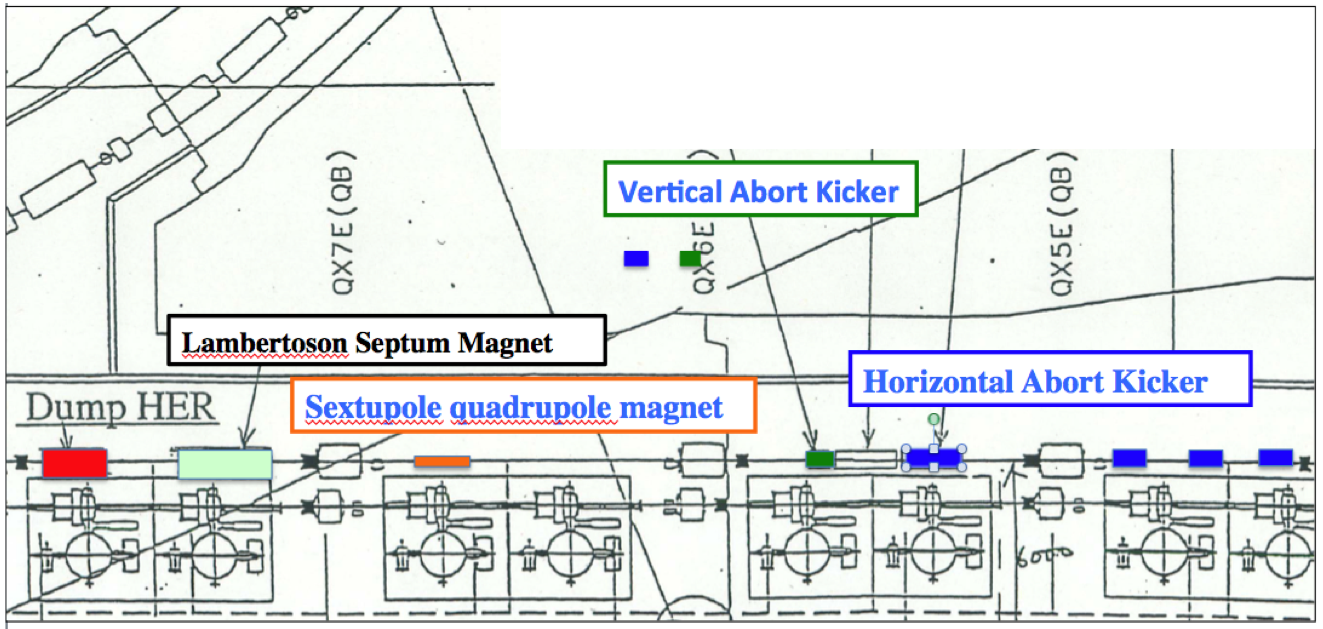 QX7E(QB)
QX6E
QX5E(QB)
Vertical Abort Kicker
Lambertoson Septum Magnet
Horizontal Abort Kicker
Sextupole quadrupole magnet
Dump HER
6000